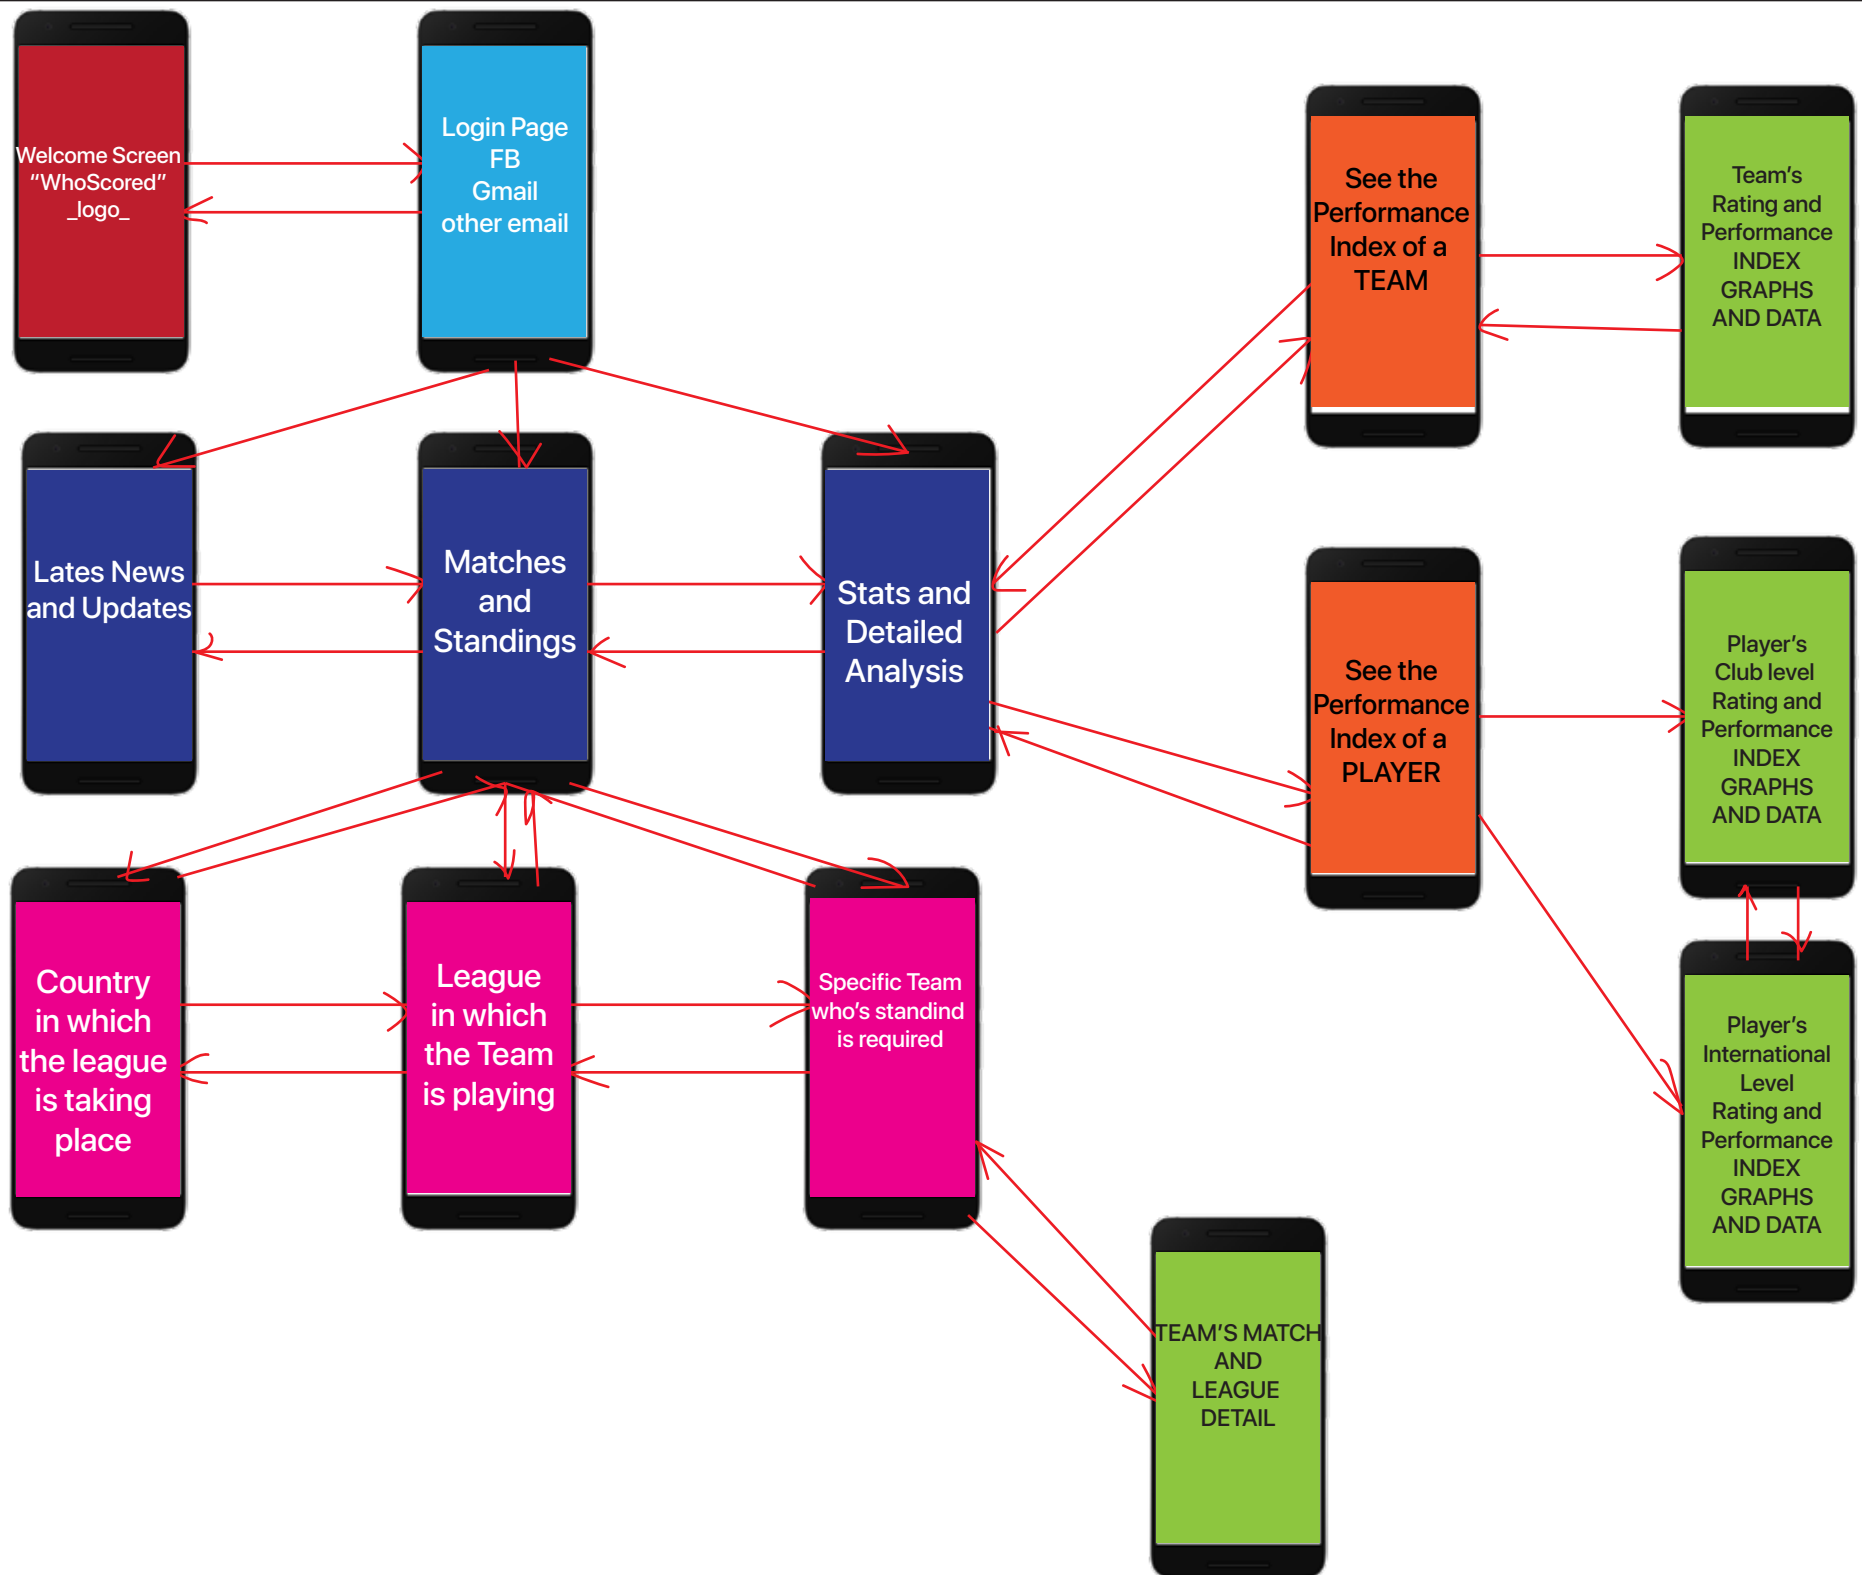 Welcome Screen
“WhoScored”
_logo_
Login Page
FB
Gmail
other email
See the
Performance
Index of a
TEAM
Team’s
Rating and
Performance
INDEX
GRAPHS
AND DATA
Lates News
and Updates
Matches
and
Standings
Stats and
Detailed
Analysis
See the
Performance
Index of a
PLAYER
Player’s
Club level
Rating and
Performance
INDEX
GRAPHS
AND DATA
Country
in which
the league
is taking
place
League
in which
the Team
is playing
Specific Team
who’s standind
is required
Player’s
International
Level
Rating and
Performance
INDEX
GRAPHS
AND DATA
TEAM’S MATCH
AND
LEAGUE
DETAIL